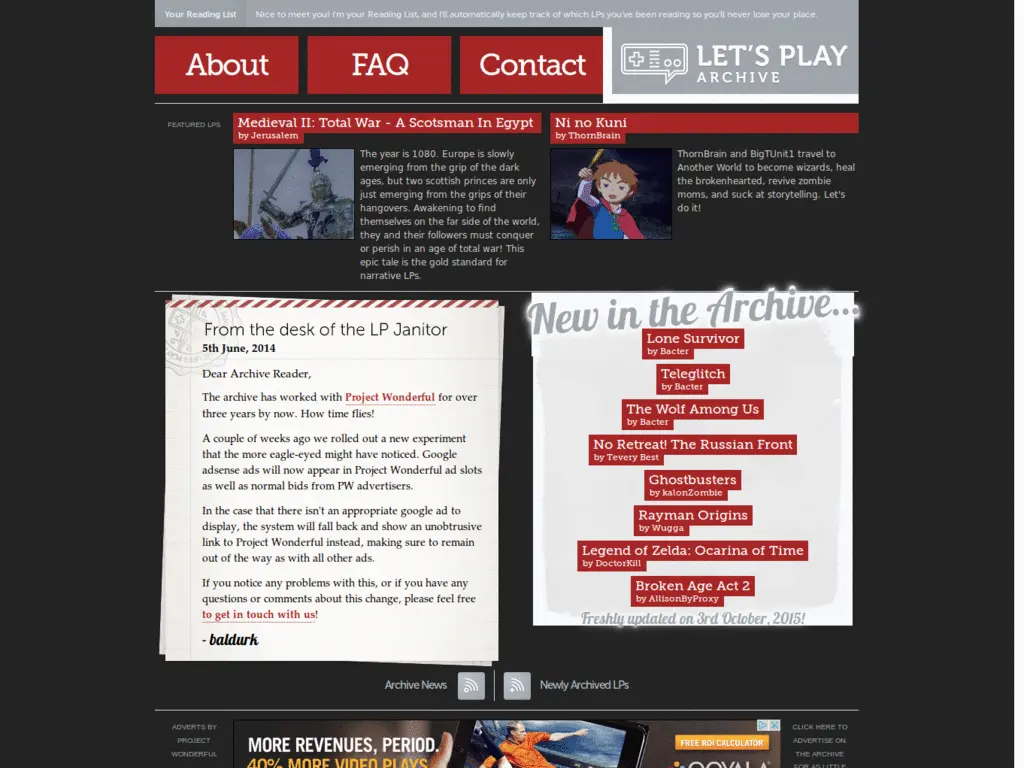 Your Reading List
Nice to meet you! I'm your Reading List, and I'll automatically keep track of which LPs you've been reading so you'll never lose your place.
About
FAQ
Contact
LET'S PLAY
ARCHIVE
FEATURED LPS
Medieval II: Total War - A Scotsman In Egypt
by Jerusalem
The year is 1080. Europe is slowly
emerging from the grip of the dark
ages, but two scottish princes are only
just emerging from the grips of their
hangovers. Awakening to find
themselves on the far side of the world,
they and their followers must conquer
or perish in an age of total war! This
epic tale is the gold standard for
narrative LPs.
Ni no Kuni
by ThornBrain
ThornBrain and BigTUnit1 travel to
Another World to become wizards, heal
the brokenhearted, revive zombie
moms, and suck at storytelling. Let's
do it!
From the desk of the LP Janitor
5th June, 2014
Dear Archive Reader,
The archive has worked with Project Wonderful for over
three years by now. How time flies!
A couple of weeks ago we rolled out a new experiment
that the more eagle-eyed might have noticed. Google
adsense ads will now appear in Project Wonderful ad slots
as well as normal bids from PW advertisers.
In the case that there isn't an appropriate google ad to
display, the system will fall back and show an unobtrusive
link to Project Wonderful instead, making sure to remain
out of the way as with all other ads.
If you notice any problems with this, or if you have any
questions or comments about this change, please feel free
to get in touch with us!
- baldurk
New in the Archive...
Lone Survivor
by Bacter
Teleglitch
by Bacter
The Wolf Among Us
by Bacter
No Retreat! The Russian Front
by Tevery Best
Ghostbusters
by kalonZombie
Rayman Origins
by Wugga
Legend of Zelda: Ocarina of Time
by DoctorKill
Broken Age Act 2
by AllisonByProxy
Freshly updated on 3rd October, 2015!
Archive News
Newly Archived LPs
ADVERTS BY
PROJECT
WONDERFUL
MORE REVENUES, PERIOD.
40% MORE VIDEO PLAYS
FREE ROI CALCULATOR
OOYALA
CLICK HERE TO
ADVERTISE ON
THE ARCHIVE
FOR AS LITTLE